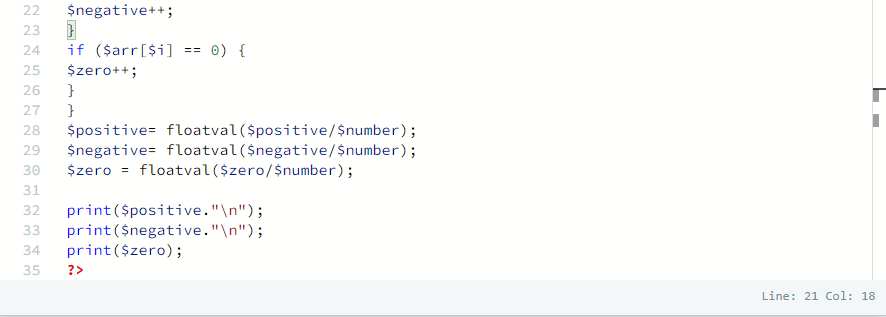 22 $negative++;
23 }
24 if ($arr[$i] == 0) {
25 $zero++;
26 }
27 }
28 $positive= floatval($positive/$number);
29 $negative= floatval($negative/$number);
30 $zero = floatval($zero/$number);
31
32 print($positive."\n");
33 print($negative."\n");
34 print($zero);
35 ?>
Line: 21 Col: 18